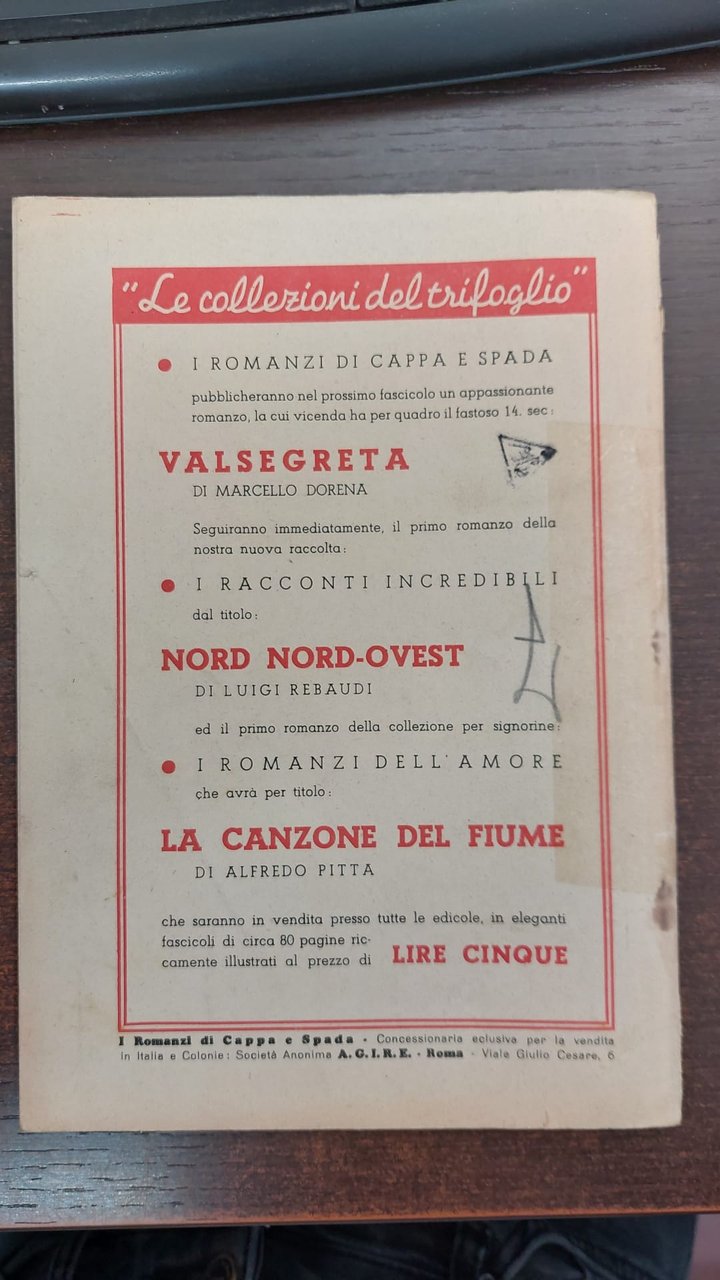 "Le collezioni del trifoglio"
● I ROMANZI DI CAPPA E SPADA
pubblicheranno nel prossimo fascicolo un appassionante
romanzo, la cui vicenda ha per quadro il fastoso 14. sec:
VALSEGRETA
DI MARCELLO DORENA
Seguiranno immediatamente, il primo romanzo della
nostra nuova raccolta:
● I RACCONTI INCREDIBILI
dal titolo:
NORD NORD-OVEST
DI LUIGI REBAUDI
ed il primo romanzo della collezione per signorine:
● I ROMANZI DELL'AMORE
che avrà per titolo:
LA CANZONE DEL FIUME
DI ALFREDO PITTA
che saranno in vendita presso tutte le edicole, in eleganti
fascicoli di circa 80 pagine ric-
camente illustrati al prezzo di LIRE CINQUE
I Romanzi di Cappa e Spada - Concessionaria eclusiva per la vendita
in Italia e Colonie: Società Anonima A.G.I.R.E. - Roma - Viale Giulio Cesare, 6